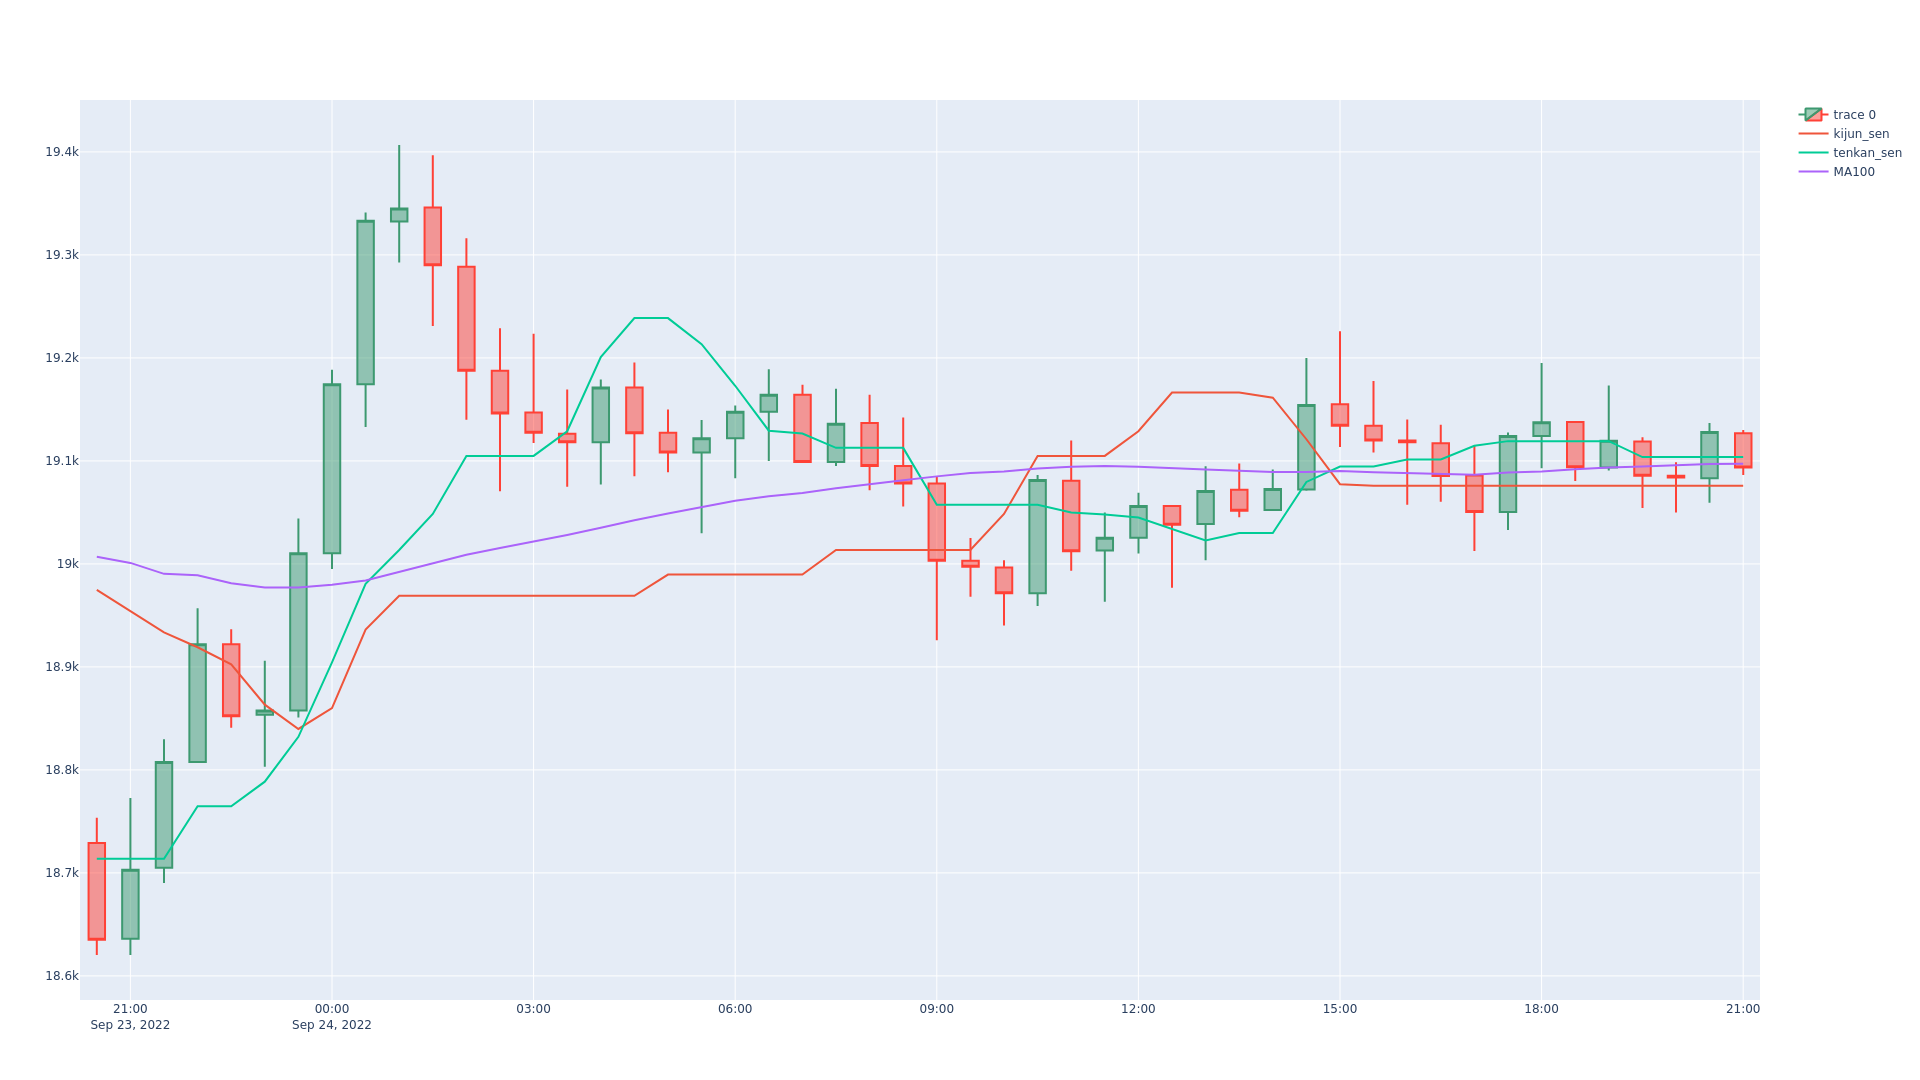 trace 0
kijun_sen
tenkan_sen
MA100
19.4k
19.3k
19.2k
19.1k
19k
18.9k
18.8k
18.7k
18.6k
21:00 00:00 03:00 06:00 09:00 12:00 15:00 18:00 21:00
Sep 23, 2022 Sep 24, 2022